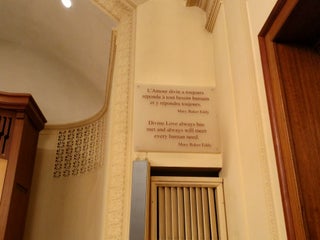 L'Amour divin a toujours
répondu à tout besoin humain
et y répondra toujours.
Mary Baker Eddy
Divine Love always has
met and always will meet
every human need.
Mary Baker Eddy